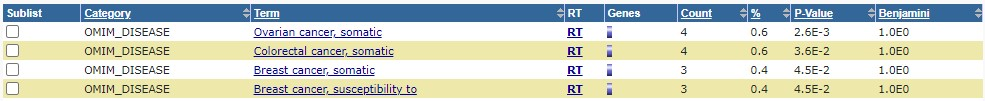 Sublist Category Term RT Genes Count % P-Value Benjamini
OMIM_DISEASE Ovarian cancer, somatic RT 4 0.6 2.6E-3 1.0E0
OMIM_DISEASE Colorectal cancer, somatic RT 4 0.6 3.6E-2 1.0E0
OMIM_DISEASE Breast cancer, somatic RT 3 0.4 4.5E-2 1.0E0
OMIM_DISEASE Breast cancer, susceptibility to RT 3 0.4 4.5E-2 1.0E0